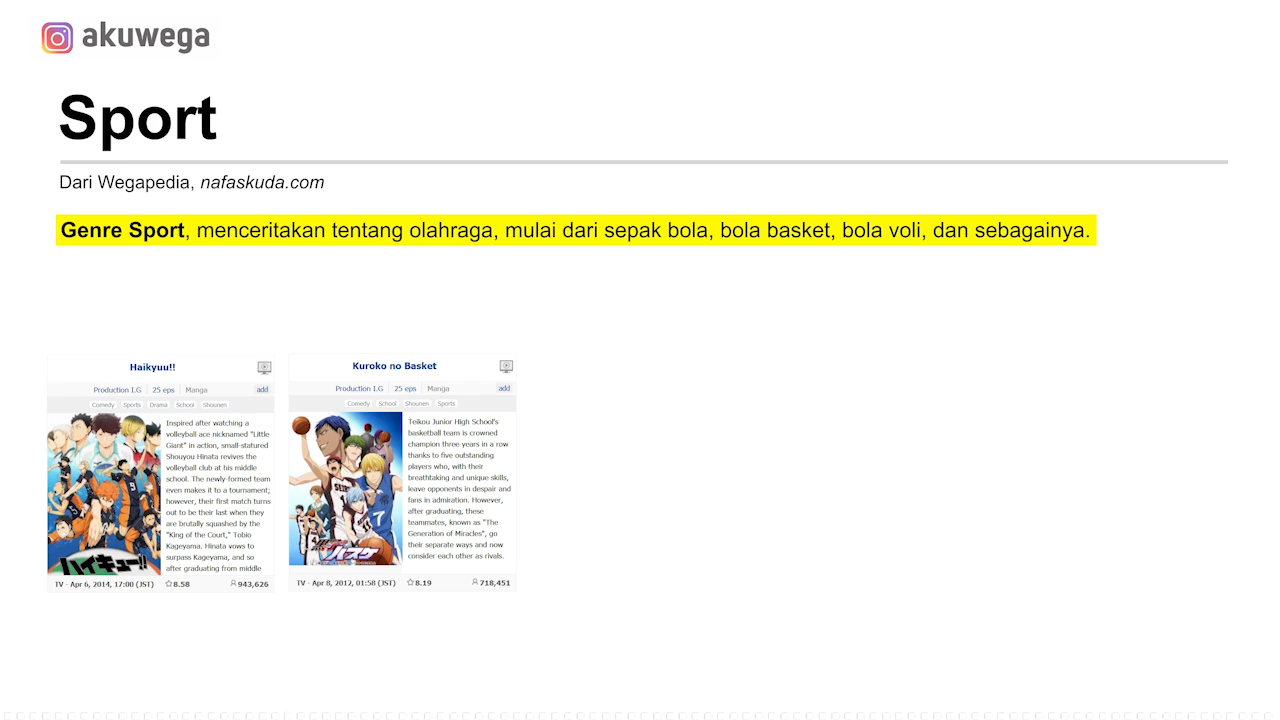 akuwega
Sport
Dari Wegapedia, nafaskuda.com
Genre Sport, menceritakan tentang olahraga, mulai dari sepak bola, bola basket, bola voli, dan sebagainya.
Haikyuu!!
Production I.G 25 eps Manga add
Comedy Sports Drama School Shounen
Inspired after watching a
volleyball ace nicknamed "Little
Giant" in action, small-statured
Shouyou Hinata revives the
volleyball club at his middle
school. The newly-formed team
even makes it to a tournament;
however, their first match turns
out to be their last when they
are brutally squashed by the
"King of the Court," Tobio
Kageyama. Hinata vows to
surpass Kageyama, and so
after graduating from middle
ハイキュー!!
TV - Apr 6, 2014, 17:00 (JST) 8.58 943,626
Kuroko no Basket
Production I.G 25 eps Manga add
Comedy School Shounen Sports
Teikou Junior High School's
basketball team is crowned
champion three years in a row
thanks to five outstanding
players who, with their
breathtaking and unique skills,
leave opponents in despair and
fans in admiration. However,
after graduating, these
teammates, known as "The
Generation of Miracles", go
their separate ways and now
consider each other as rivals.
7
バスケ
TV - Apr 8, 2012, 01:58 (JST) 8.19 718,451